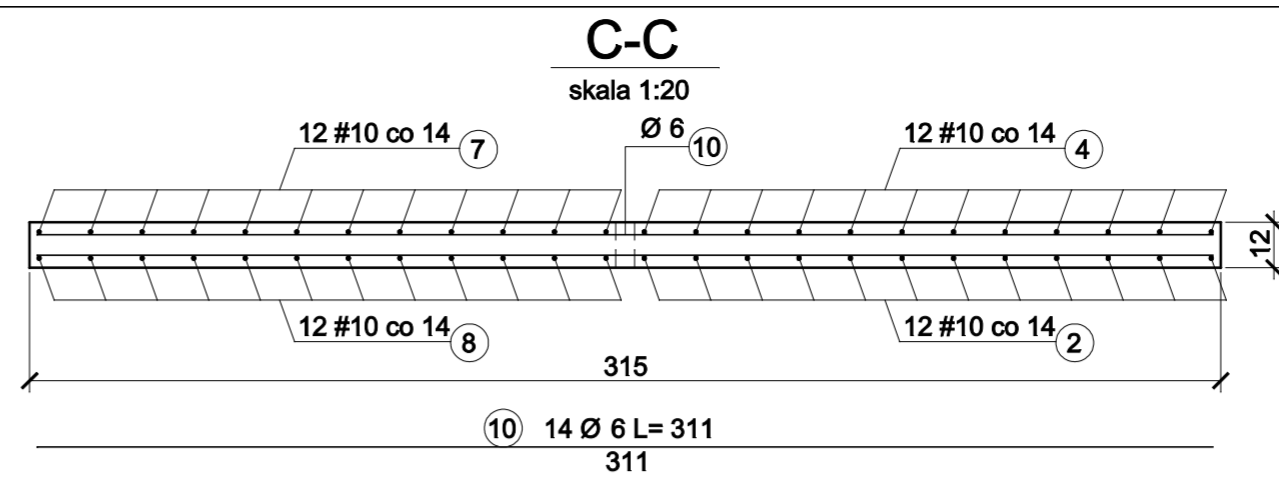 C-C
skala 1:20
12 #10 co 14 7
Ø 6 10
12 #10 co 14 4
12
12 #10 co 14 8
12 #10 co 14 2
315
10 14 Ø 6 L= 311
311